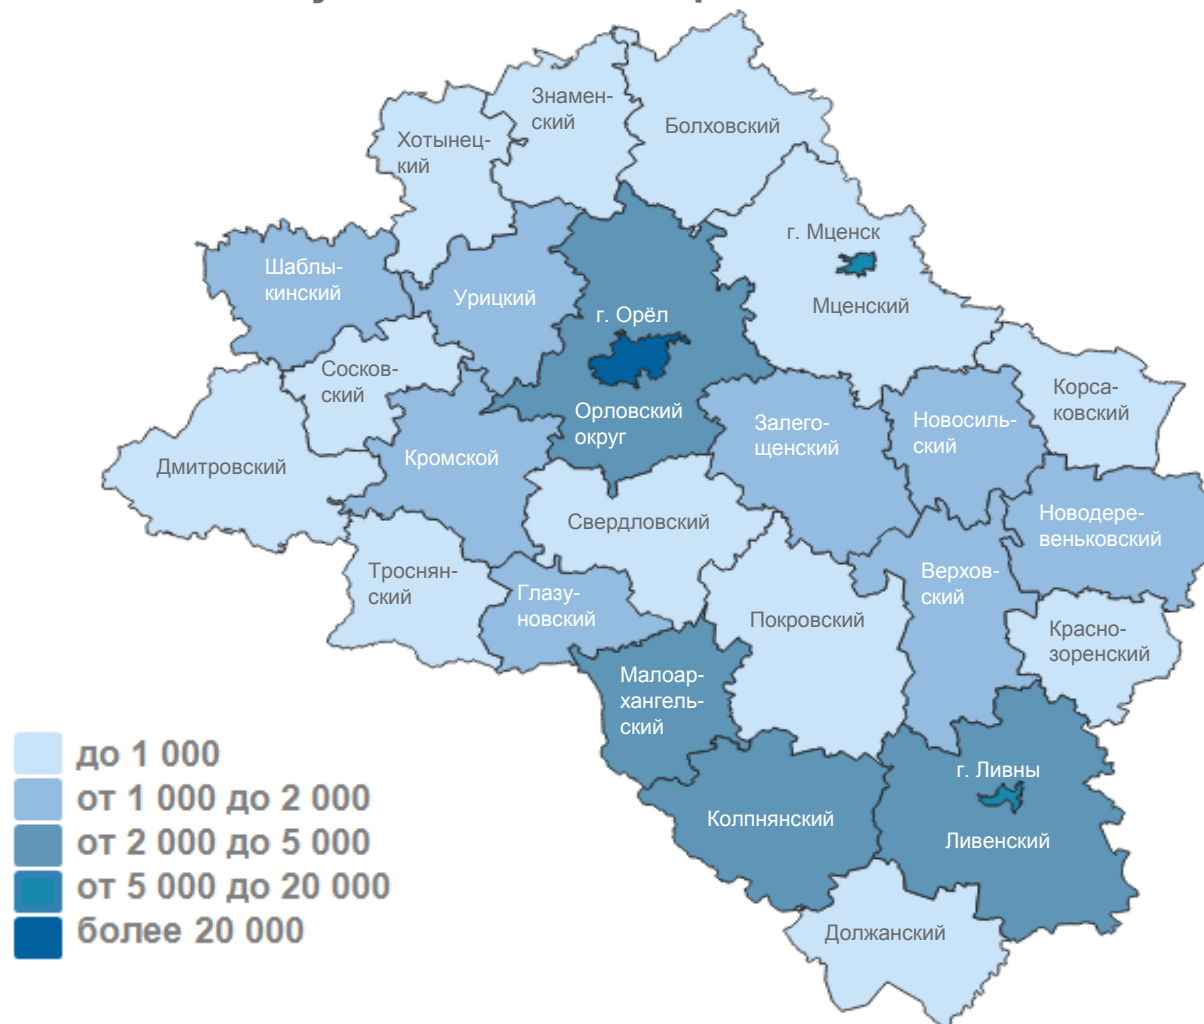 Знамен-
ский
Болховский
Хотынец-
кий
г. Мценск
Шаблы-
кинский
Урицкий
Мценский
г. Орёл
Сосков-
ский
Корса-
ковский
Орловский
округ
Залего-
щенский
Новосиль-
ский
Кромской
Дмитровский
Свердловский
Новодере-
веньковский
Троснян-
ский
Верхов-
ский
Глазу-
новский
Покровский
Красно-
зоренский
Малоар-
хангель-
ский
до 1 000
от 1 000 до 2 000
от 2 000 до 5 000
от 5 000 до 20 000
более 20 000
г. Ливны
Колпнянский
Ливенский
Должанский